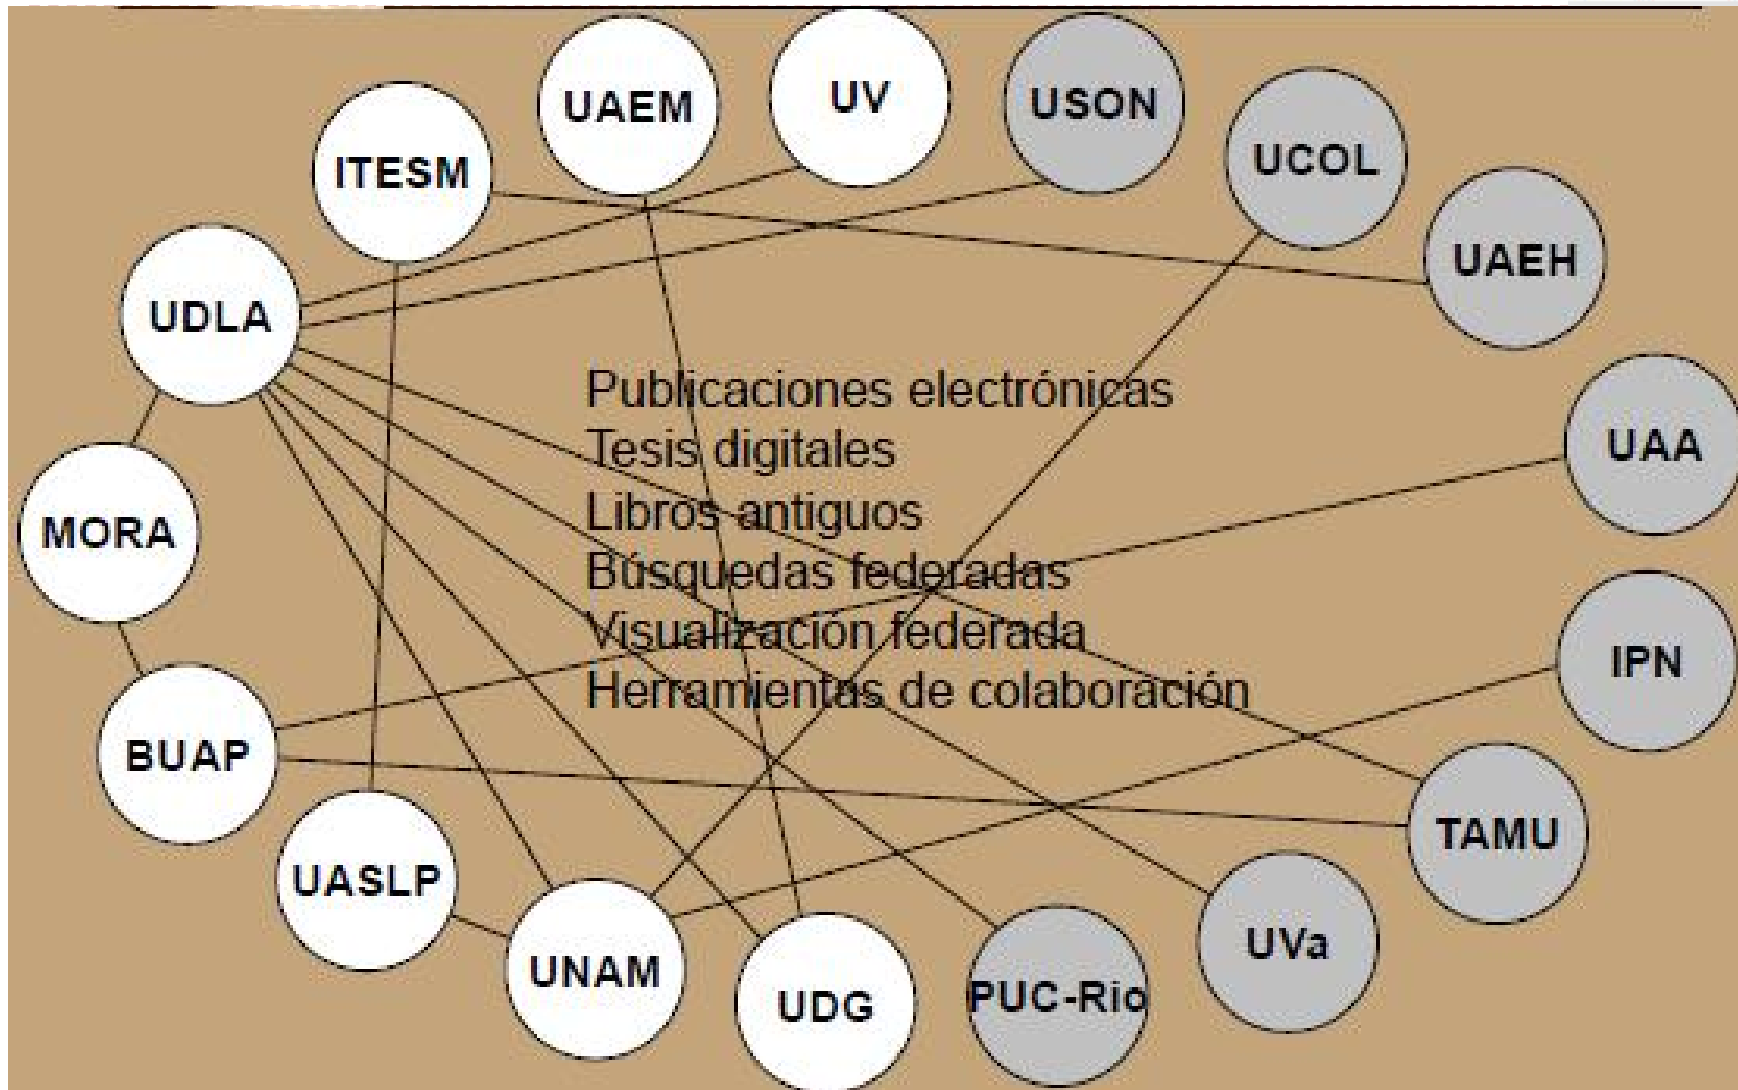 UAEM
UV
USON
UCOL
ITESM
UAEH
UDLA
Publicaciones electrónicas
UAA
Tesis digitales
Libros antiguos
MORA
Búsquedas federadas
Visualización federada
IPN
Herramientas de colaboración
BUAP
TAMU
UASLP
UVa
UNAM
PUC-Rio
UDG